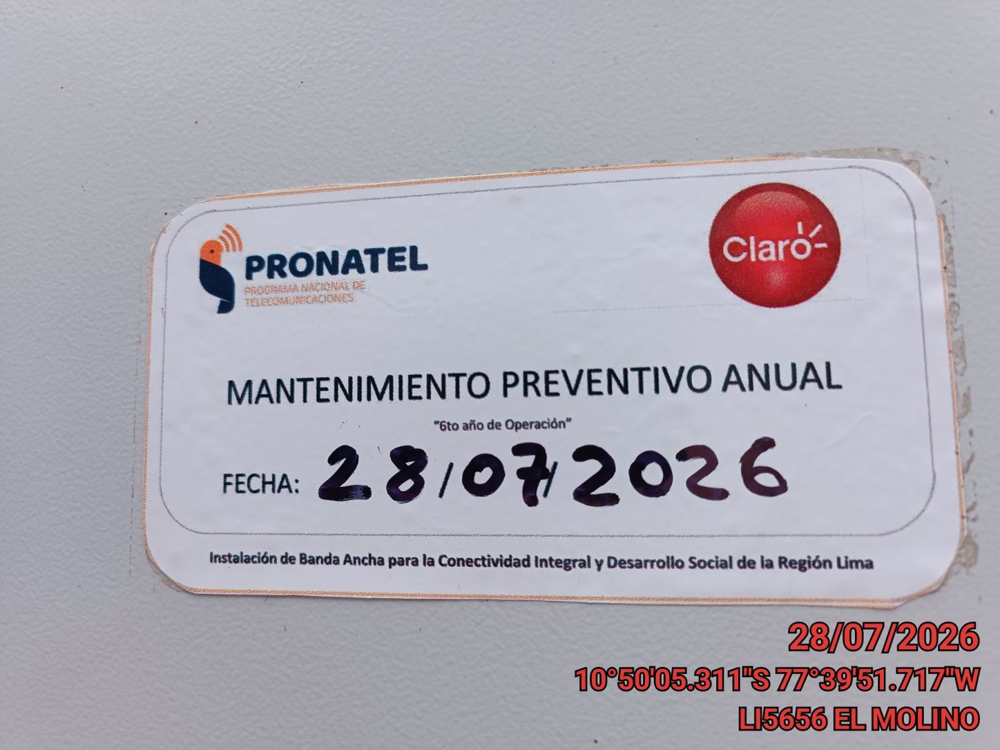 PRONATEL
PROGRAMA NACIONAL DE
TELECOMUNICACIONES
Claro
MANTENIMIENTO PREVENTIVO ANUAL
"6to año de Operación"
FECHA: 28/07/2026
Instalación de Banda Ancha para la Conectividad Integral y Desarrollo Social de la Región Lima
28/07/2026
10°50'05.311"S 77°39'51.717"W
LI5656 EL MOLINO